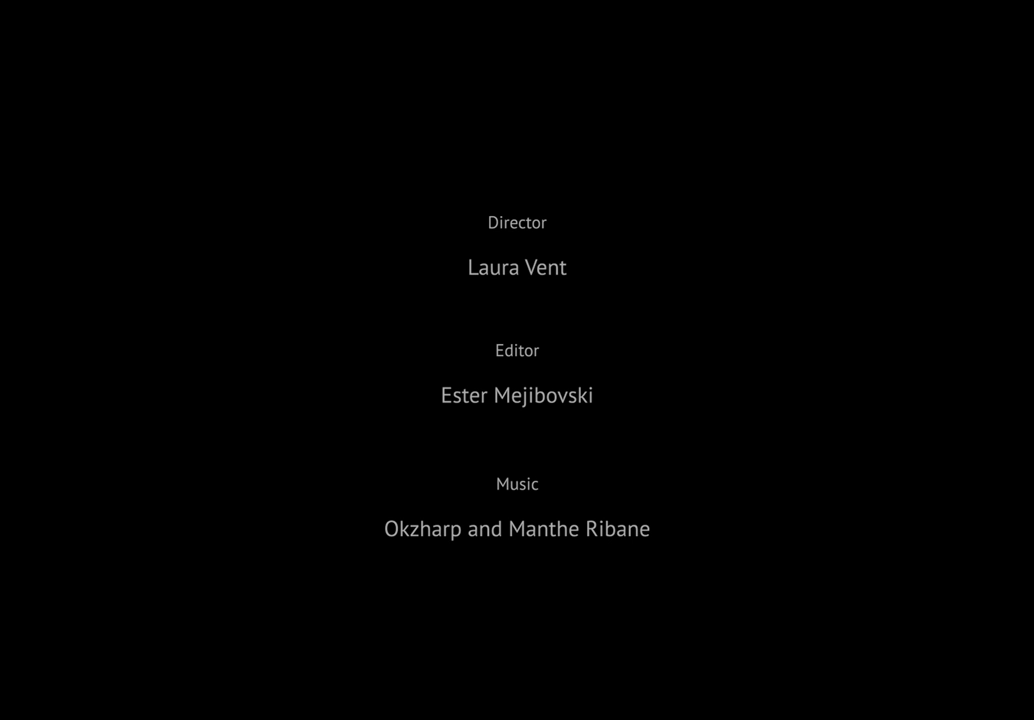 Director
Laura Vent
Editor
Ester Mejibovski
Music
Okzharp and Manthe Ribane